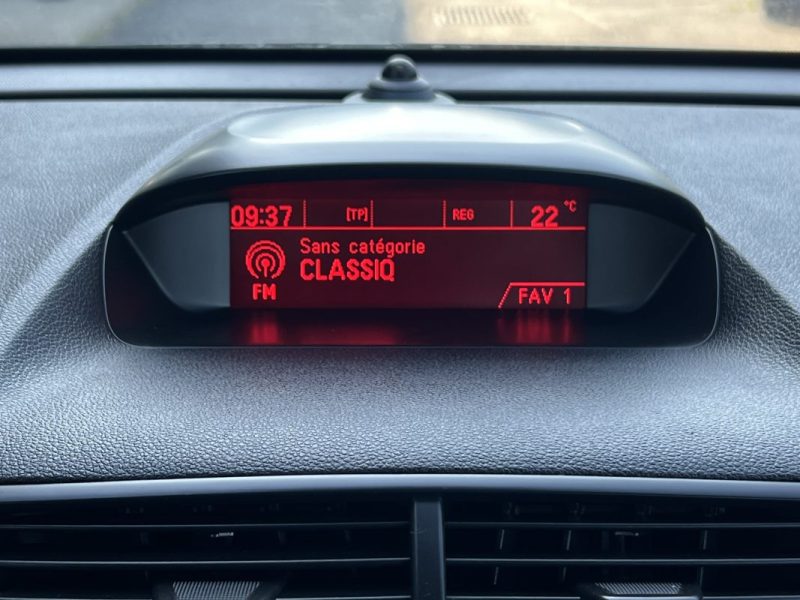 09:37 [TP] REG 22 °C
Sans catégorie
CLASSIQ
FM
FAV 1